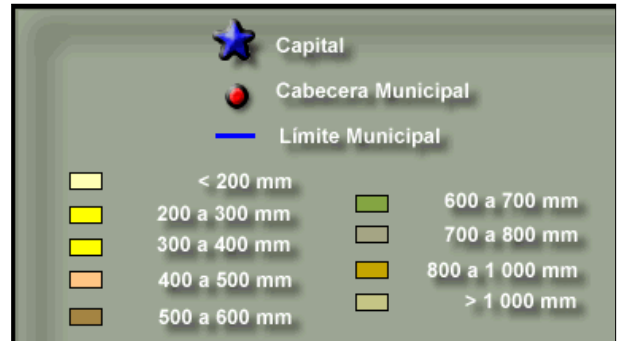 Capital
Cabecera Municipal
Límite Municipal
< 200 mm
200 a 300 mm
300 a 400 mm
400 a 500 mm
500 a 600 mm
600 a 700 mm
700 a 800 mm
800 a 1 000 mm
> 1 000 mm